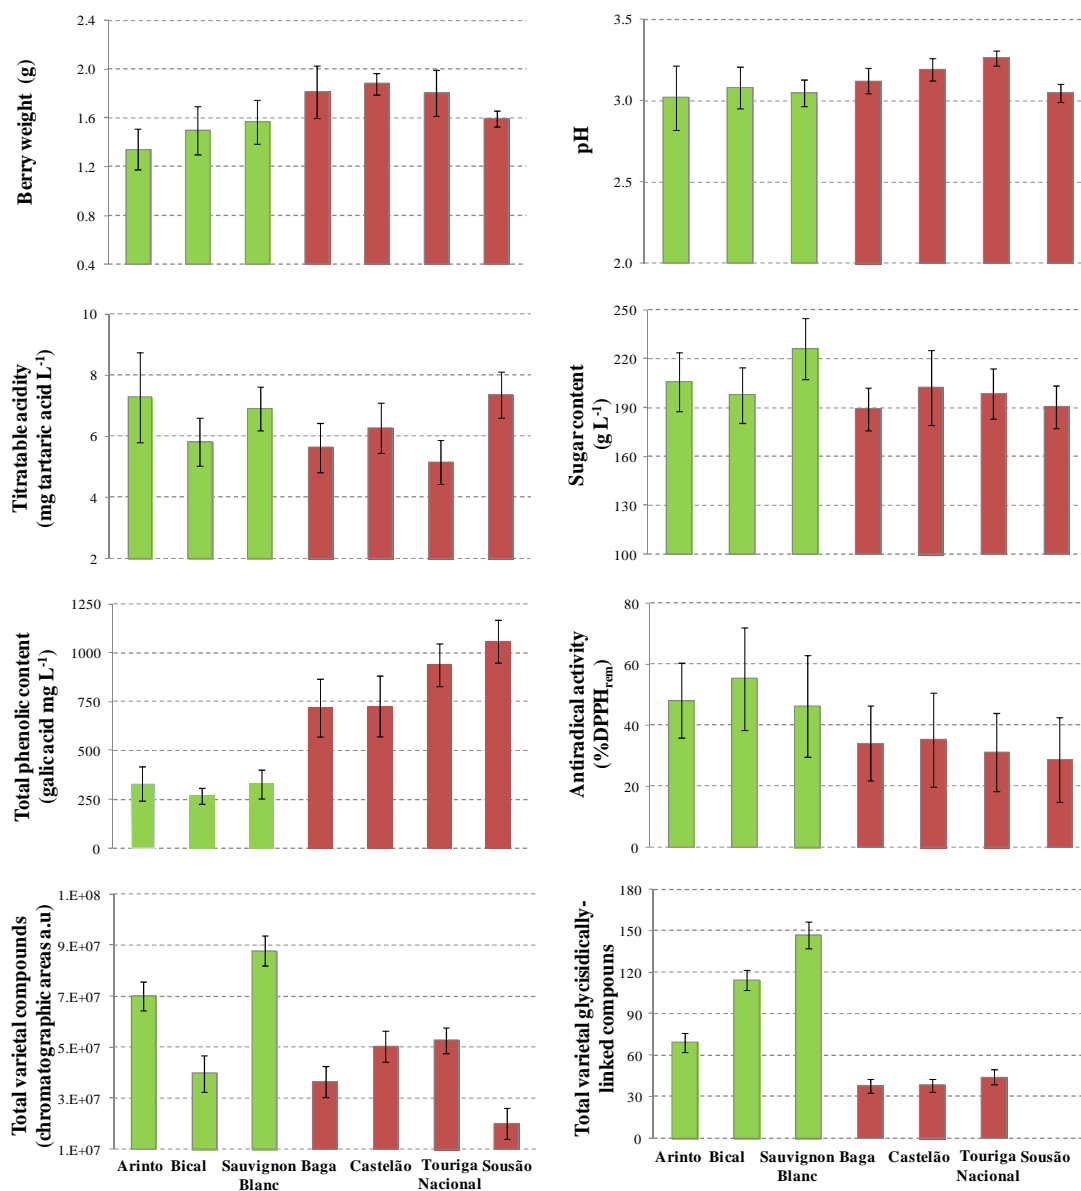 Berry weight (g)
2.4
2.0
1.6
1.2
0.8
0.4
pH
3.5
3.0
2.5
2.0
Titratable acidity
(mg tartaric acid L-1)
10
8
6
4
2
Sugar content
(g L-1)
250
220
190
160
130
100
Total phenolic content
(galic acid mg L-1)
1250
1000
750
500
250
0
Antiradical activity
(%DPPHrem)
80
60
40
20
0
Total varietal compounds
(chromatographic areas a.u)
1.E+08
9.E+07
7.E+07
5.E+07
3.E+07
1.E+07
Arinto Bical Sauvignon Baga Castelão Touriga Sousão
Blanc Nacional
Total varietal glycisidically-
linked compounds
180
150
120
90
60
30
0
Arinto Bical Sauvignon Baga Castelão Touriga Sousão
Blanc Nacional